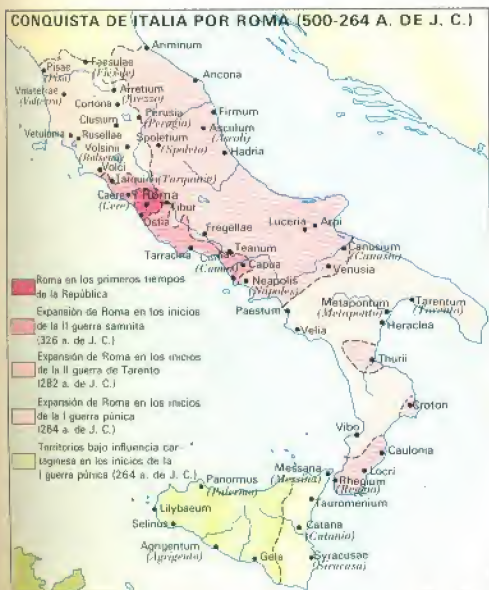 CONQUISTA DE ITALIA POR ROMA (500-264 A. DE J. C.)
Ariminum
Pisae
(Pisa)
Faesulae
(Fiesole)
Ancona
Volaterrae
(Volterra)
Arretium
(Arezzo)
Cortona
Perusia
(Perugia)
Firmum
Clusium
Asculum
(Ascoli)
Vetulonia
Rusellae
Spoletium
(Spoleto)
Volsinii
(Bolsena)
Hadria
Volci
Tarquinii
(Tarquinia)
Caere
(Cere)
Roma
Tibur
Ostia
Fregellae
Luceria
Arpi
Tarracina
Teanum
Cumae
(Cumas)
Capua
Canusium
(Canusio)
Venusia
Neapolis
(Nápoles)
Paestum
Metapontum
(Metaponto)
Tarentum
(Tarento)
Velia
Heraclea
Thurii
Croton
Vibo
Caulonia
Messana
(Messina)
Locri
Rhegium
(Reggio)
Panormus
(Palermo)
Tauromenium
Lilybaeum
Selinus
Catana
(Catania)
Agrigentum
(Agrigento)
Gela
Syracusae
(Siracusa)
Roma en los primeros tiempos
de la República
Expansión de Roma en los inicios
de la II guerra samnita
(326 a. de J. C.)
Expansión de Roma en los inicios
de la II guerra de Tarento
(282 a. de J. C.)
Expansión de Roma en los inicios
de la I guerra púnica
(264 a. de J. C.)
Territorios bajo influencia car-
taginesa en los inicios de la
I guerra púnica (264 a. de J. C.)